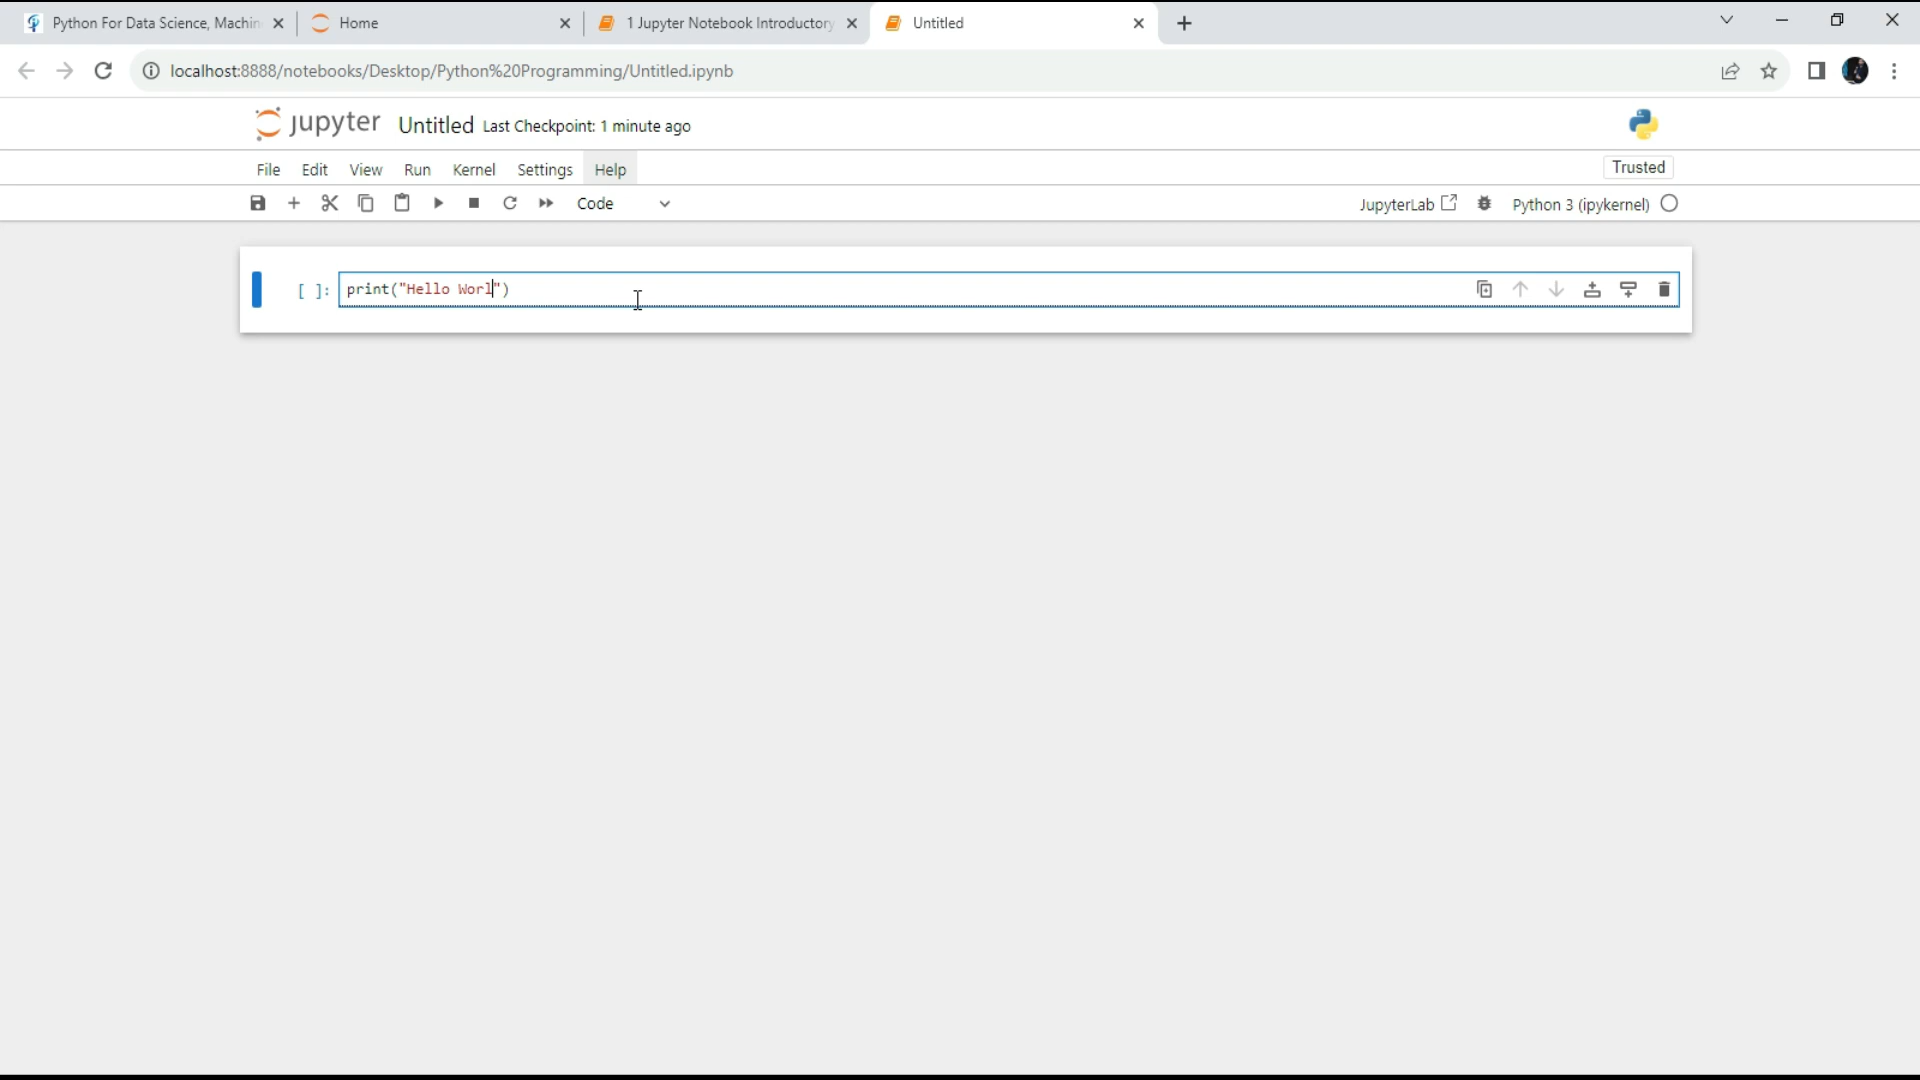 Python For Data Science, Machin
Home
1 Jupyter Notebook Introductory
Untitled
localhost:8888/notebooks/Desktop/Python%20Programming/Untitled.ipynb
jupyter Untitled Last Checkpoint: 1 minute ago
File Edit View Run Kernel Settings Help Trusted
Code JupyterLab Python 3 (ipykernel)
[ ]: print("Hello Worl")